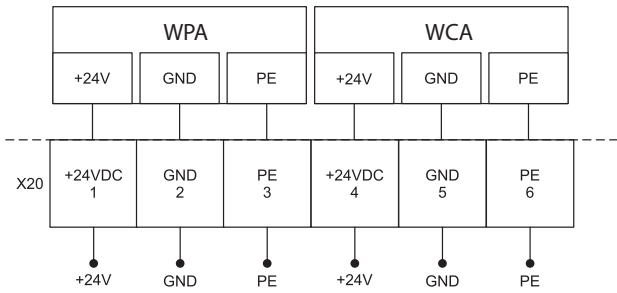 WPA WCA
+24V GND PE +24V GND PE
X20
+24VDC GND PE +24VDC GND PE
1 2 3 4 5 6
+24V GND PE +24V GND PE